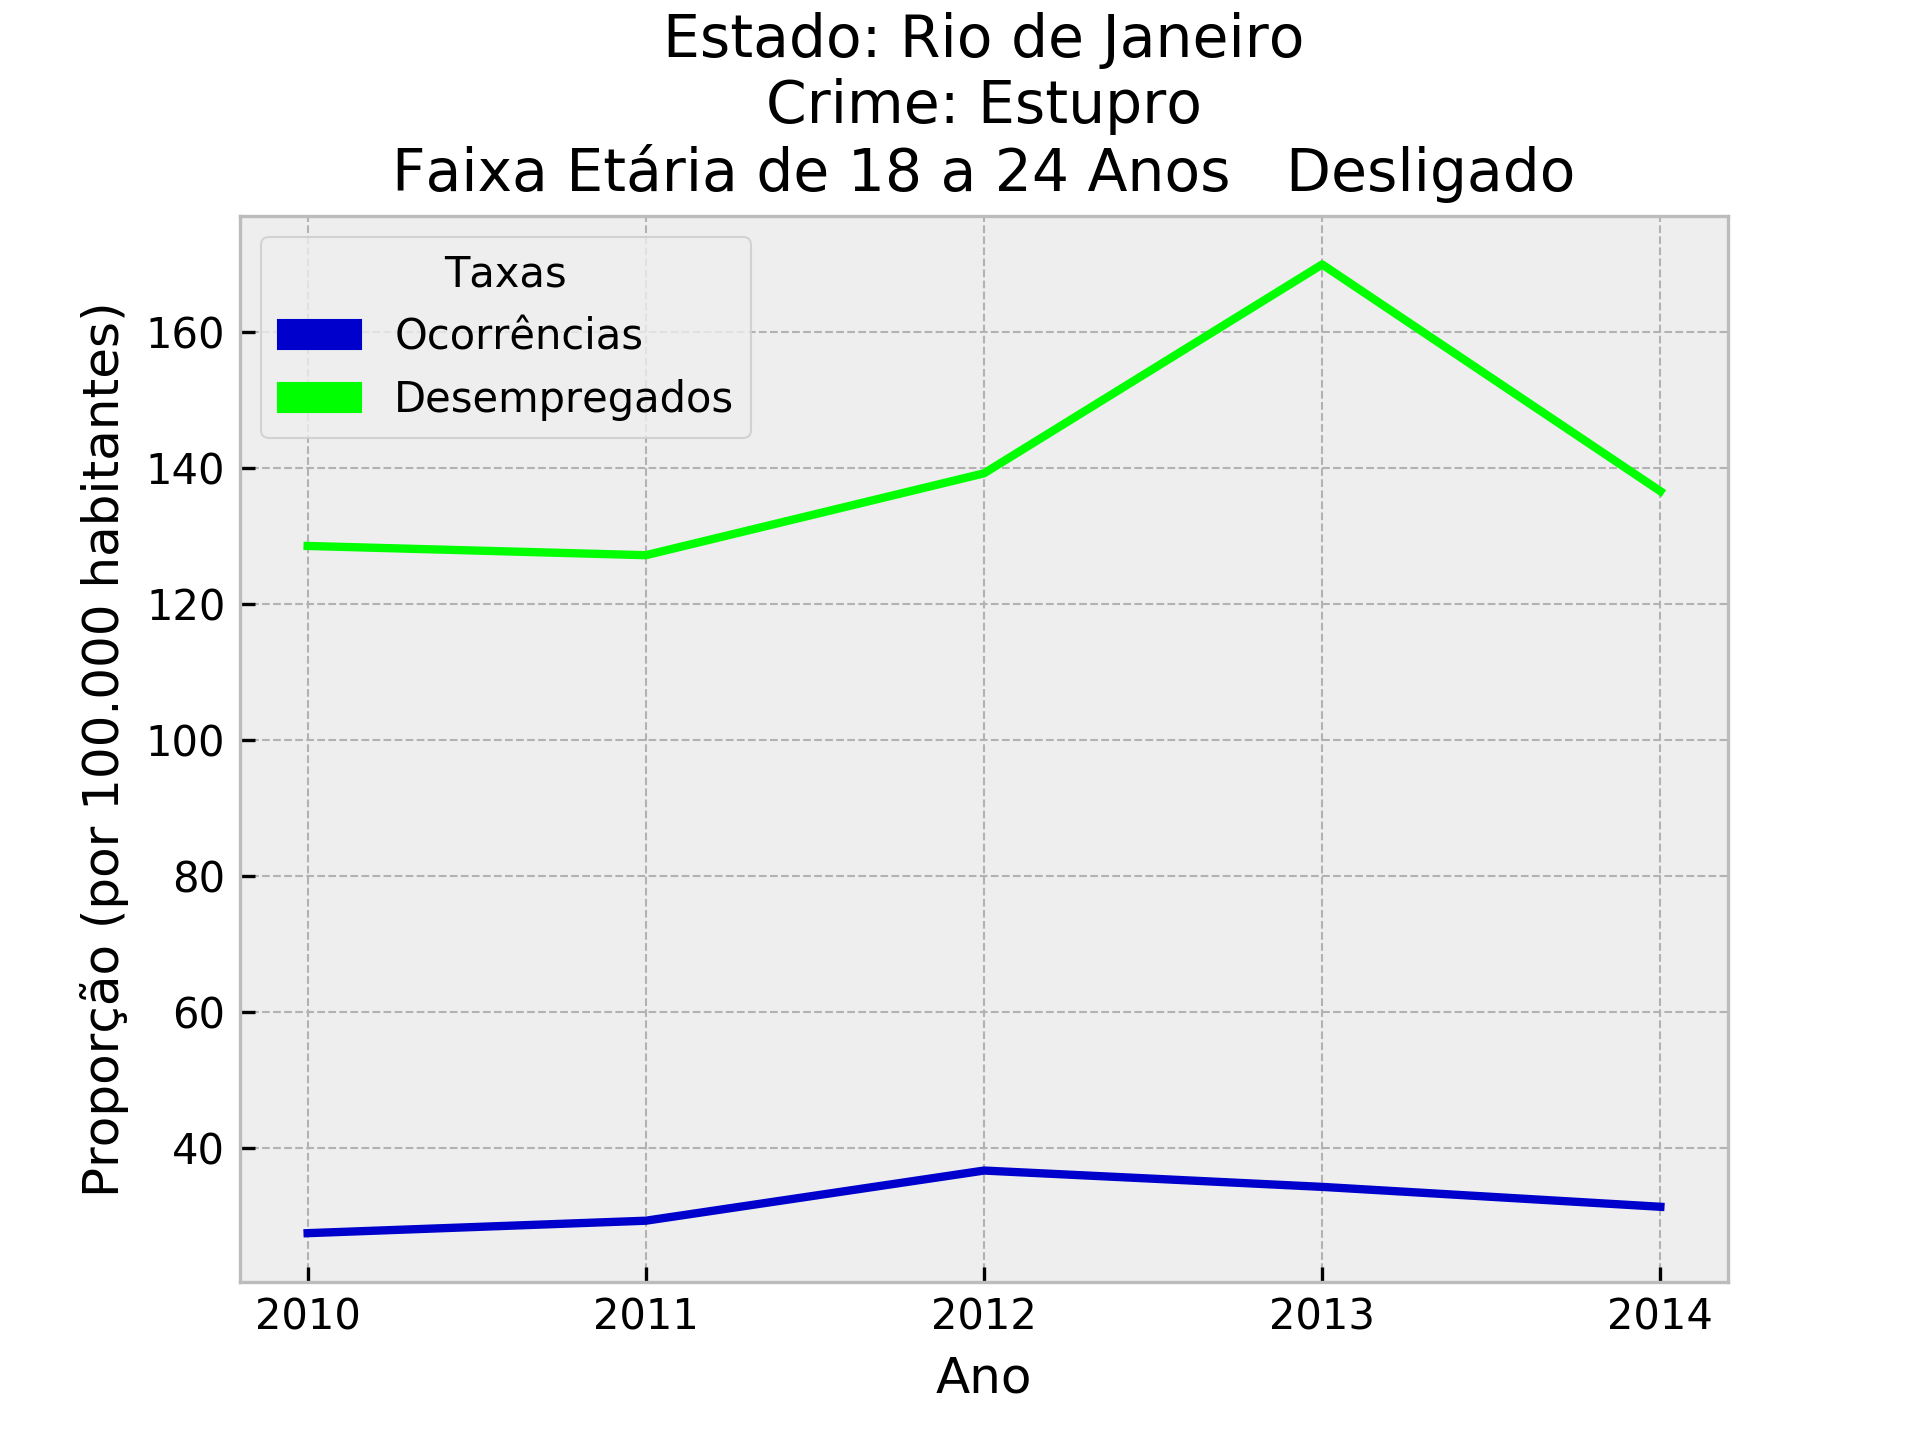 Estado: Rio de Janeiro
Crime: Estupro
Faixa Etária de 18 a 24 Anos   Desligado
Taxas
Ocorrências
Desempregados
Proporção (por 100.000 habitantes)
160
140
120
100
80
60
40
2010 2011 2012 2013 2014
Ano